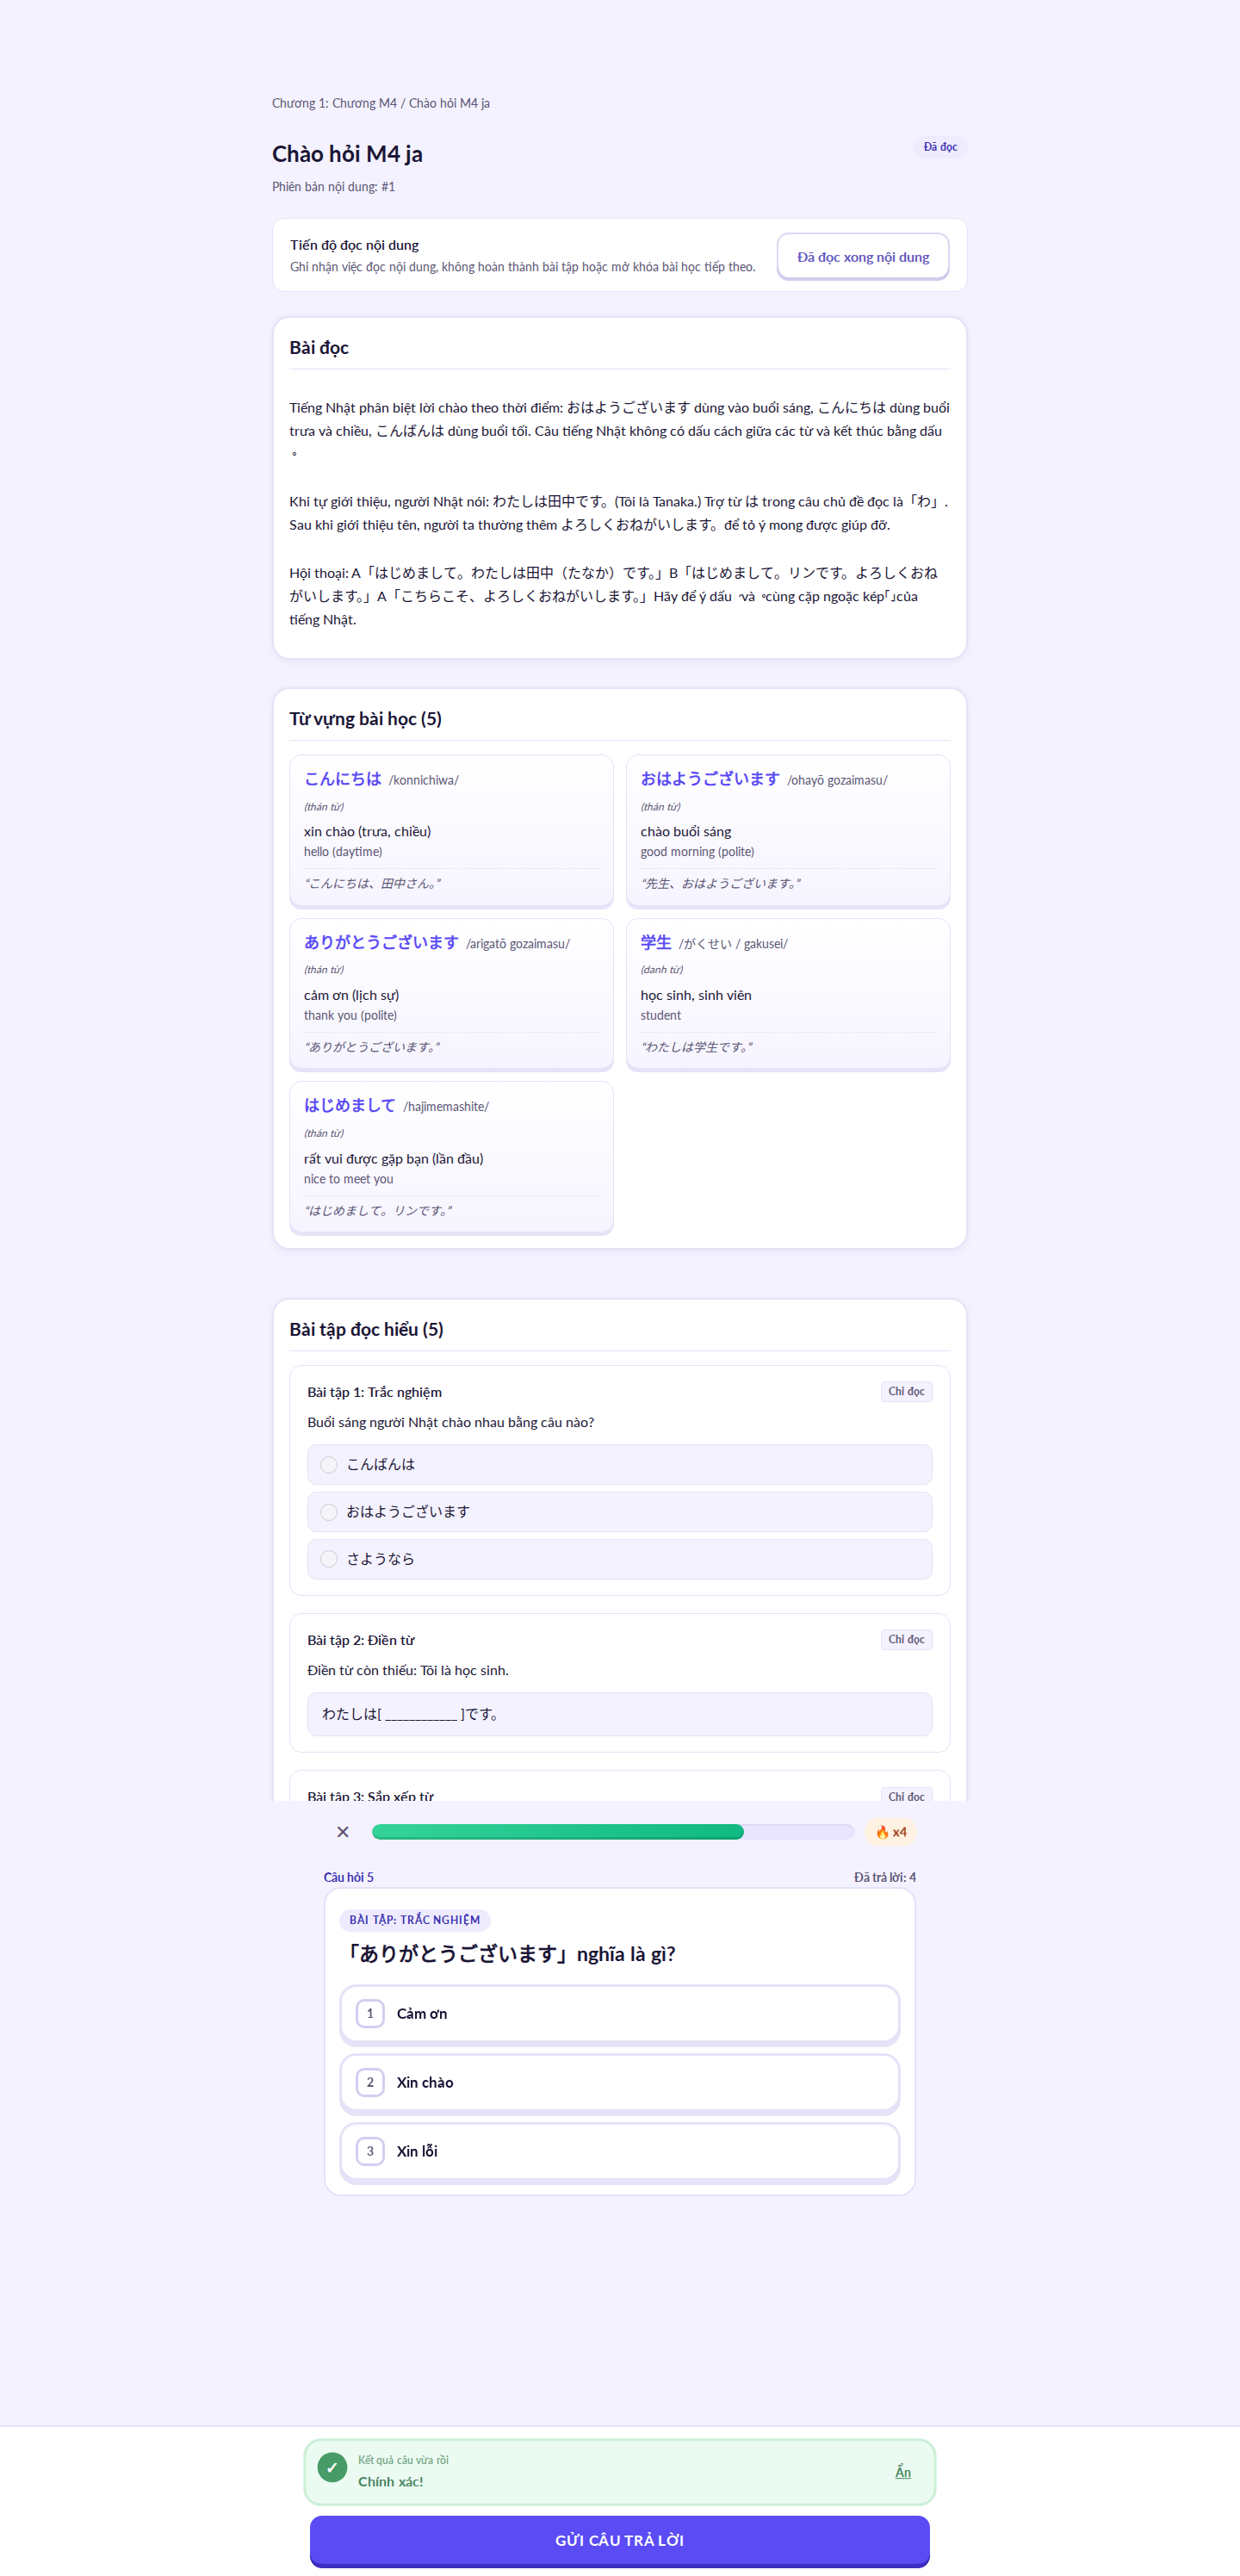 Chương 1: Chương M4 / Chào hỏi M4 ja
Chào hỏi M4 ja
Đã đọc
Phiên bản nội dung: #1
Tiến độ đọc nội dung
Ghi nhận việc đọc nội dung, không hoàn thành bài tập hoặc mở khóa bài học tiếp theo.
Đã đọc xong nội dung
Bài đọc
Tiếng Nhật phân biệt lời chào theo thời điểm: おはようございます dùng vào buổi sáng, こんにちは dùng buổi
trưa và chiều, こんばんは dùng buổi tối. Câu tiếng Nhật không có dấu cách giữa các từ và kết thúc bằng dấu
。
Khi tự giới thiệu, người Nhật nói: わたしは田中です。(Tôi là Tanaka.) Trợ từ は trong câu chủ đề đọc là「わ」.
Sau khi giới thiệu tên, người ta thường thêm よろしくおねがいします。để tỏ ý mong được giúp đỡ.
Hội thoại: A「はじめまして。わたしは田中（たなか）です。」B「はじめまして。リンです。よろしくおね
がいします。」A「こちらこそ、よろしくおねがいします。」Hãy để ý dấu 、và 。cùng cặp ngoặc kép「」của
tiếng Nhật.
Từ vựng bài học (5)
こんにちは /konnichiwa/
(thán từ)
xin chào (trưa, chiều)
hello (daytime)
“こんにちは、田中さん。”
おはようございます /ohayō gozaimasu/
(thán từ)
chào buổi sáng
good morning (polite)
“先生、おはようございます。”
ありがとうございます /arigatō gozaimasu/
(thán từ)
cảm ơn (lịch sự)
thank you (polite)
“ありがとうございます。”
学生 /がくせい / gakusei/
(danh từ)
học sinh, sinh viên
student
“わたしは学生です。”
はじめまして /hajimemashite/
(thán từ)
rất vui được gặp bạn (lần đầu)
nice to meet you
“はじめまして。リンです。”
Bài tập đọc hiểu (5)
Bài tập 1: Trắc nghiệm
Chỉ đọc
Buổi sáng người Nhật chào nhau bằng câu nào?
こんばんは
おはようございます
さようなら
Bài tập 2: Điền từ
Chỉ đọc
Điền từ còn thiếu: Tôi là học sinh.
わたしは[ ____________ ]です。
Bài tập 3: Sắp xếp từ
Chỉ đọc
✕
🔥 x4
Câu hỏi 5
Đã trả lời: 4
BÀI TẬP: TRẮC NGHIỆM
「ありがとうございます」nghĩa là gì?
1 Cảm ơn
2 Xin chào
3 Xin lỗi
✓
Kết quả câu vừa rồi
Chính xác!
Ẩn
GỬI CÂU TRẢ LỜI